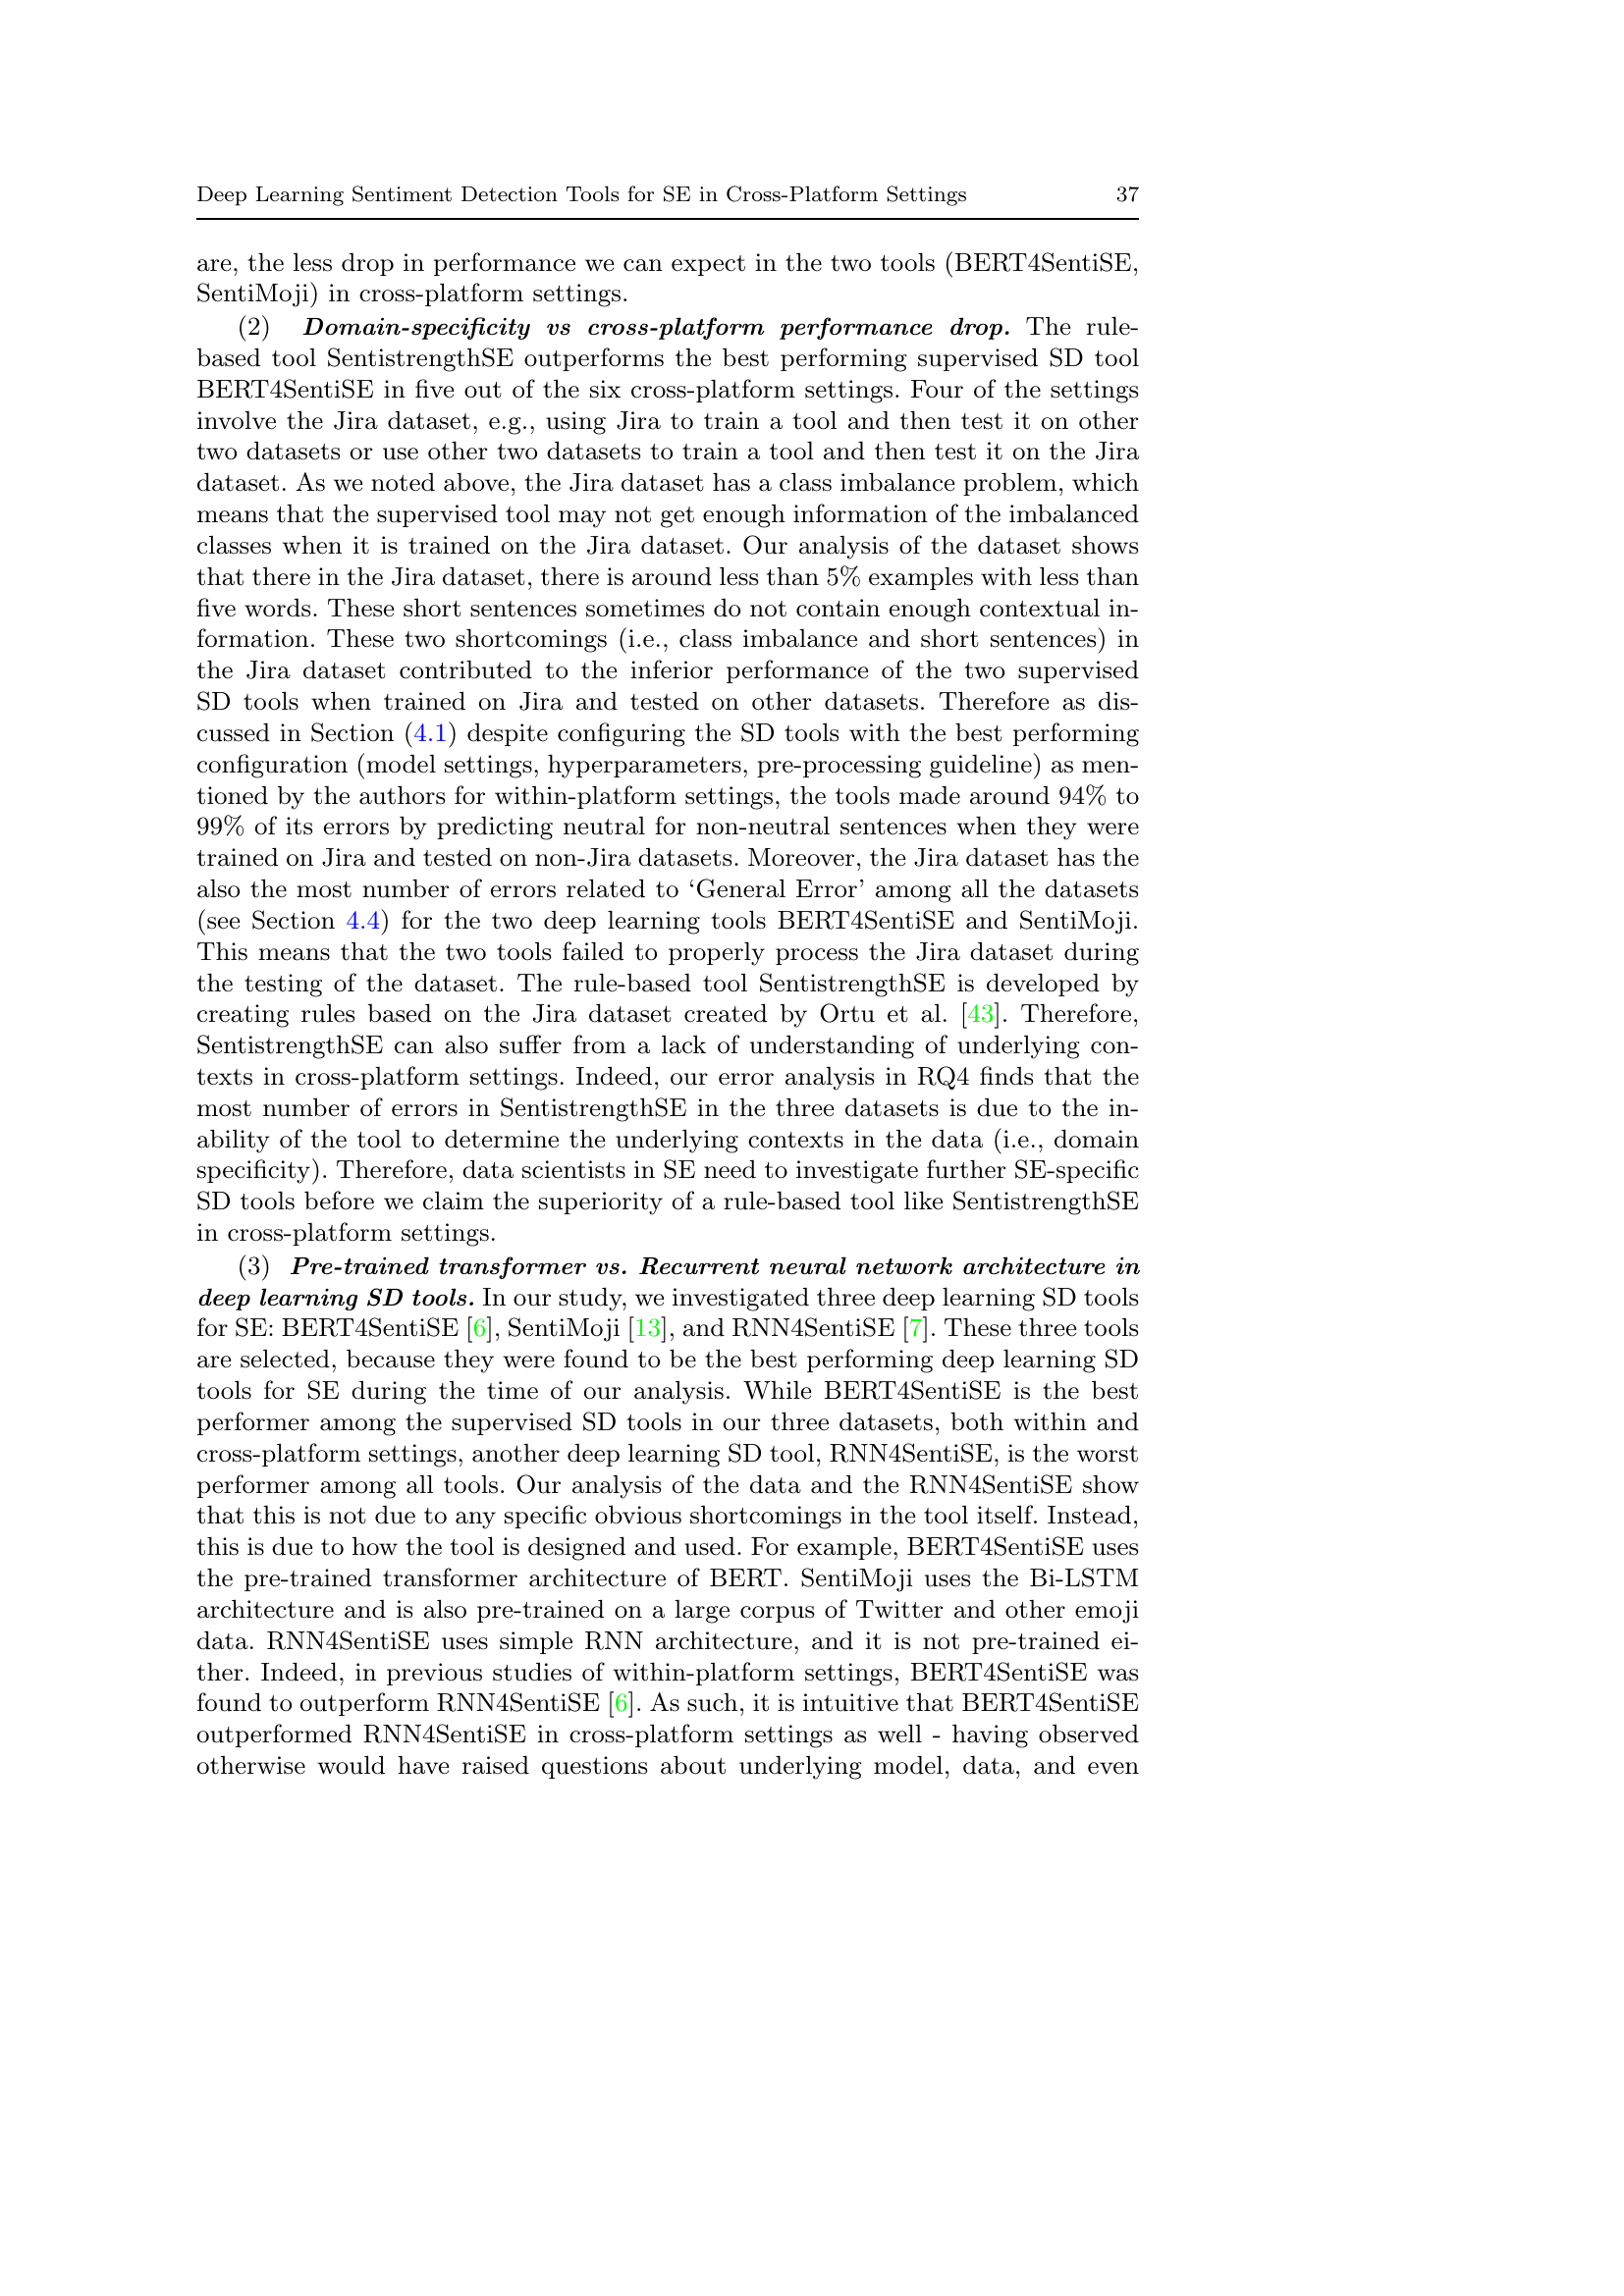 Deep Learning Sentiment Detection Tools for SE in Cross-Platform Settings 37
are, the less drop in performance we can expect in the two tools (BERT4SentiSE,
SentiMoji) in cross-platform settings.
(2) Domain-specificity vs cross-platform performance drop. The rule-
based tool SentistrengthSE outperforms the best performing supervised SD tool
BERT4SentiSE in five out of the six cross-platform settings. Four of the settings
involve the Jira dataset, e.g., using Jira to train a tool and then test it on other
two datasets or use other two datasets to train a tool and then test it on the Jira
dataset. As we noted above, the Jira dataset has a class imbalance problem, which
means that the supervised tool may not get enough information of the imbalanced
classes when it is trained on the Jira dataset. Our analysis of the dataset shows
that there in the Jira dataset, there is around less than 5% examples with less than
five words. These short sentences sometimes do not contain enough contextual in-
formation. These two shortcomings (i.e., class imbalance and short sentences) in
the Jira dataset contributed to the inferior performance of the two supervised
SD tools when trained on Jira and tested on other datasets. Therefore as dis-
cussed in Section (4.1) despite configuring the SD tools with the best performing
configuration (model settings, hyperparameters, pre-processing guideline) as men-
tioned by the authors for within-platform settings, the tools made around 94% to
99% of its errors by predicting neutral for non-neutral sentences when they were
trained on Jira and tested on non-Jira datasets. Moreover, the Jira dataset has the
also the most number of errors related to ‘General Error’ among all the datasets
(see Section 4.4) for the two deep learning tools BERT4SentiSE and SentiMoji.
This means that the two tools failed to properly process the Jira dataset during
the testing of the dataset. The rule-based tool SentistrengthSE is developed by
creating rules based on the Jira dataset created by Ortu et al. [43]. Therefore,
SentistrengthSE can also suffer from a lack of understanding of underlying con-
texts in cross-platform settings. Indeed, our error analysis in RQ4 finds that the
most number of errors in SentistrengthSE in the three datasets is due to the in-
ability of the tool to determine the underlying contexts in the data (i.e., domain
specificity). Therefore, data scientists in SE need to investigate further SE-specific
SD tools before we claim the superiority of a rule-based tool like SentistrengthSE
in cross-platform settings.
(3) Pre-trained transformer vs. Recurrent neural network architecture in
deep learning SD tools. In our study, we investigated three deep learning SD tools
for SE: BERT4SentiSE [6], SentiMoji [13], and RNN4SentiSE [7]. These three tools
are selected, because they were found to be the best performing deep learning SD
tools for SE during the time of our analysis. While BERT4SentiSE is the best
performer among the supervised SD tools in our three datasets, both within and
cross-platform settings, another deep learning SD tool, RNN4SentiSE, is the worst
performer among all tools. Our analysis of the data and the RNN4SentiSE show
that this is not due to any specific obvious shortcomings in the tool itself. Instead,
this is due to how the tool is designed and used. For example, BERT4SentiSE uses
the pre-trained transformer architecture of BERT. SentiMoji uses the Bi-LSTM
architecture and is also pre-trained on a large corpus of Twitter and other emoji
data. RNN4SentiSE uses simple RNN architecture, and it is not pre-trained ei-
ther. Indeed, in previous studies of within-platform settings, BERT4SentiSE was
found to outperform RNN4SentiSE [6]. As such, it is intuitive that BERT4SentiSE
outperformed RNN4SentiSE in cross-platform settings as well - having observed
otherwise would have raised questions about underlying model, data, and even